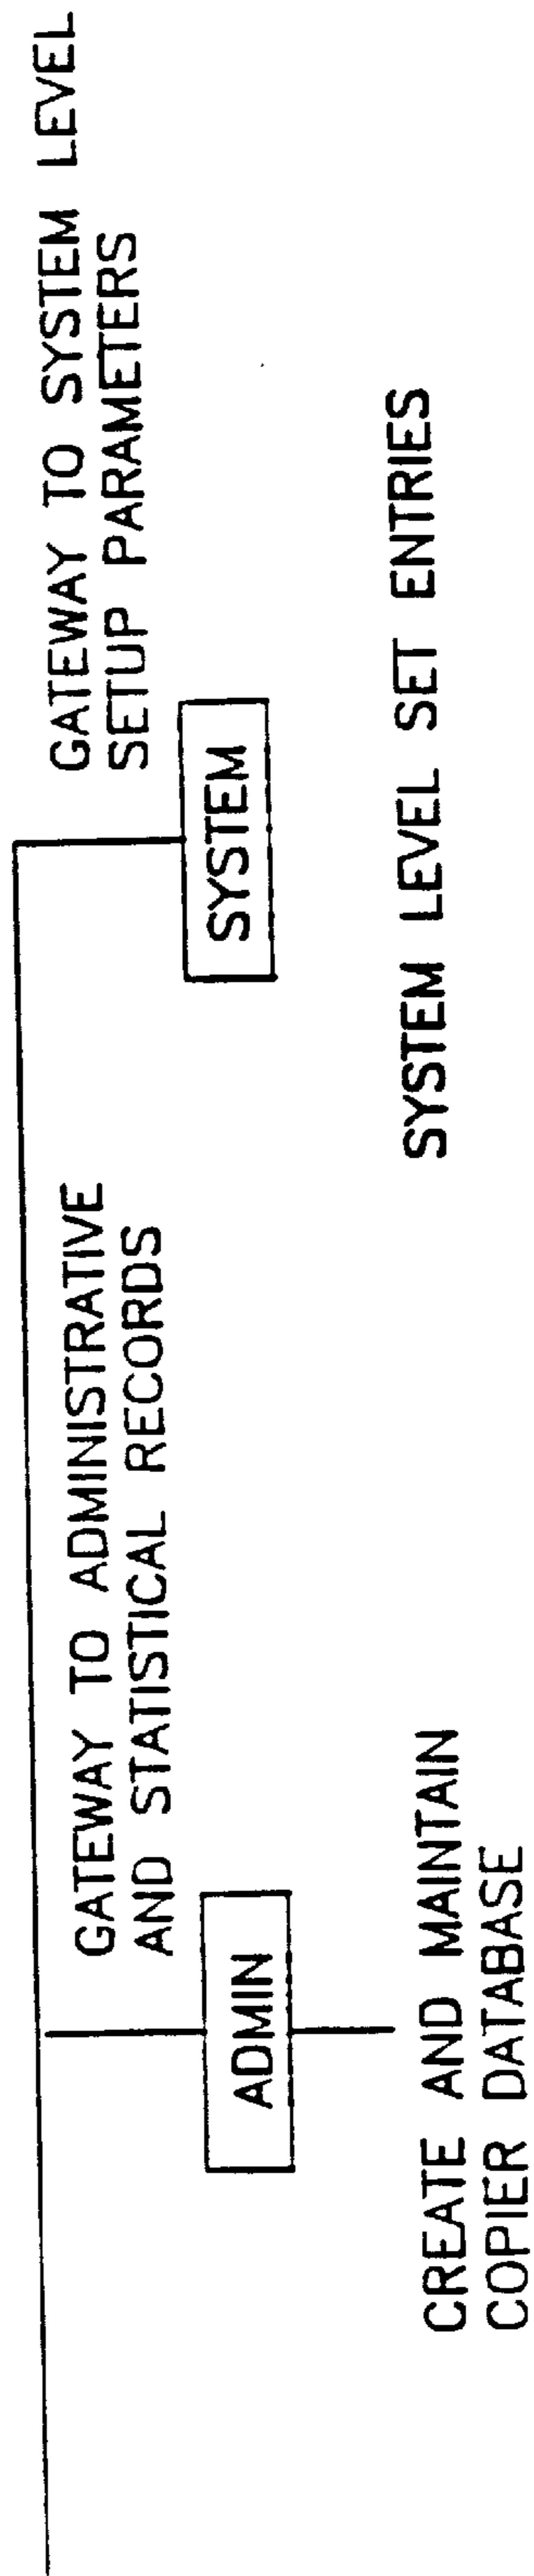 GATEWAY TO ADMINISTRATIVE
AND STATISTICAL RECORDS
ADMIN
CREATE AND MAINTAIN
COPIER DATABASE
GATEWAY TO SYSTEM LEVEL
SETUP PARAMETERS
SYSTEM
SYSTEM LEVEL SET ENTRIES